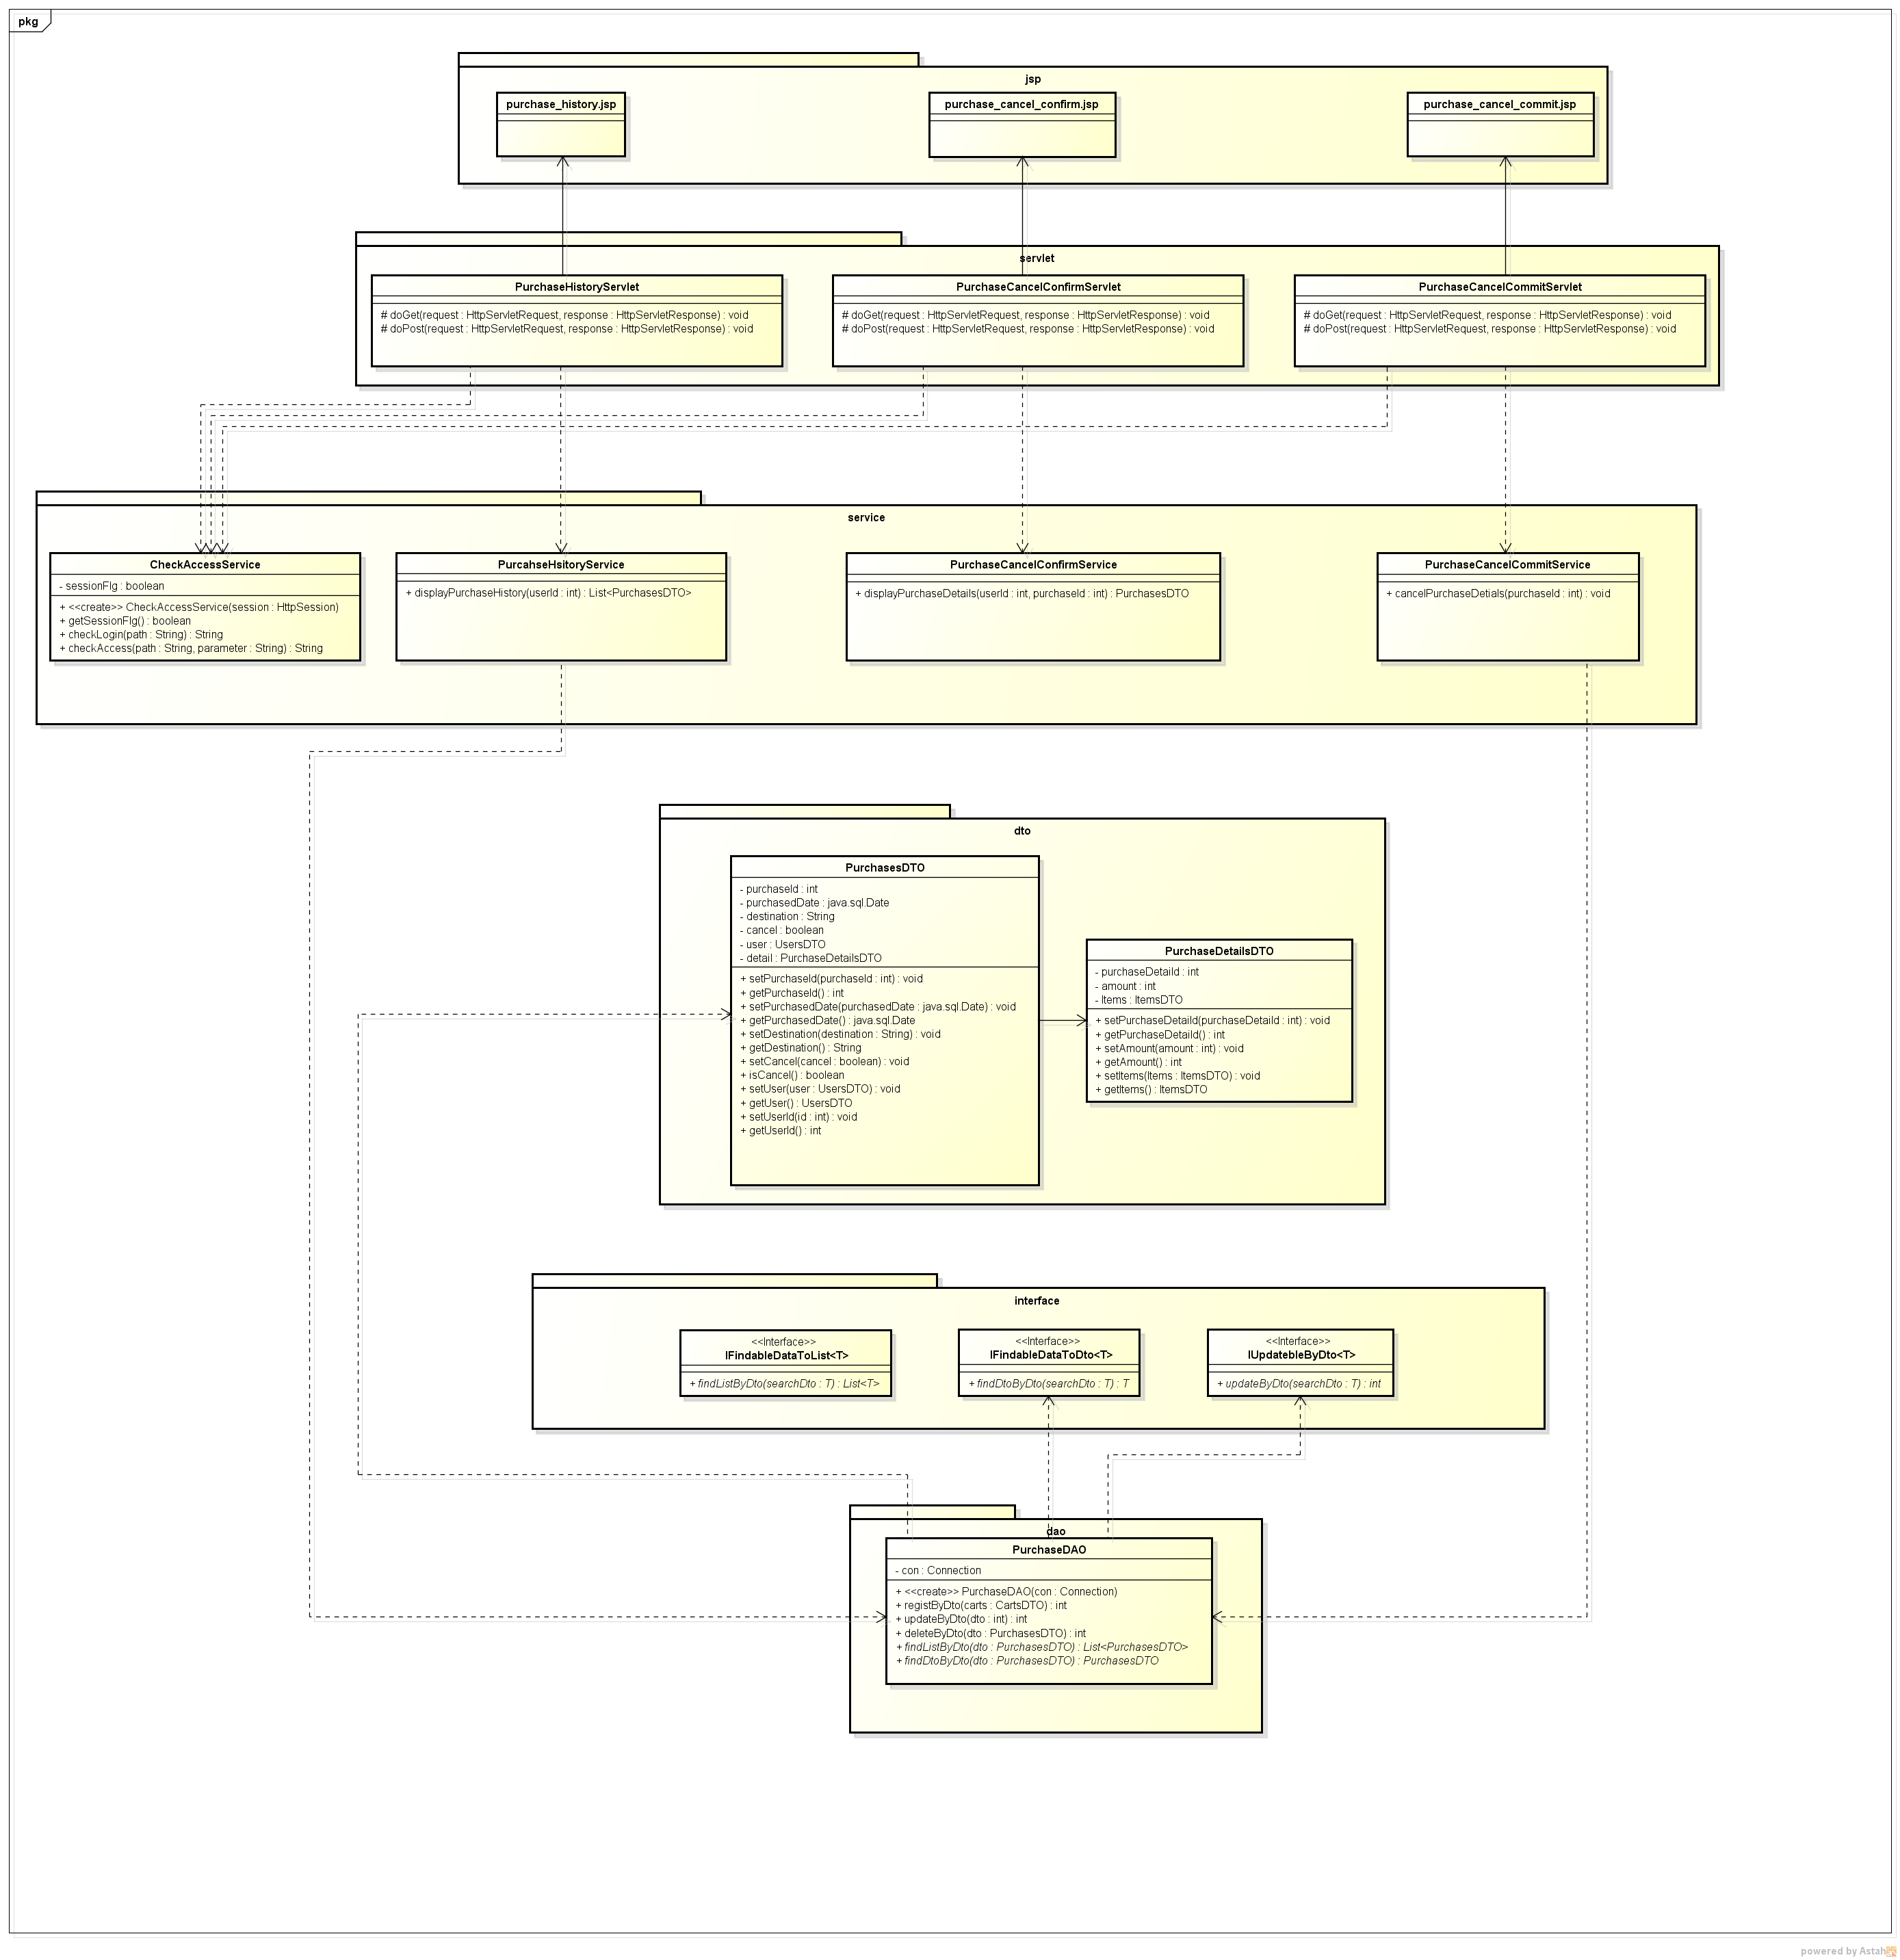 pkg
jsp
purchase_history.jsp
purchase_cancel_confirm.jsp
purchase_cancel_commit.jsp
servlet
PurchaseHistoryServlet
# doGet(request : HttpServletRequest, response : HttpServletResponse) : void
# doPost(request : HttpServletRequest, response : HttpServletResponse) : void
PurchaseCancelConfirmServlet
# doGet(request : HttpServletRequest, response : HttpServletResponse) : void
# doPost(request : HttpServletRequest, response : HttpServletResponse) : void
PurchaseCancelCommitServlet
# doGet(request : HttpServletRequest, response : HttpServletResponse) : void
# doPost(request : HttpServletRequest, response : HttpServletResponse) : void
service
CheckAccessService
- sessionFlg : boolean
+ <<create>> CheckAccessService(session : HttpSession)
+ getSessionFlg() : boolean
+ checkLogin(path : String) : String
+ checkAccess(path : String, parameter : String) : String
PurcahseHsitoryService
+ displayPurchaseHistory(userId : int) : List<PurchasesDTO>
PurchaseCancelConfirmService
+ displayPurchaseDetails(userId : int, purchaseId : int) : PurchasesDTO
PurchaseCancelCommitService
+ cancelPurchaseDetials(purchaseId : int) : void
dto
PurchasesDTO
- purchaseId : int
- purchasedDate : java.sql.Date
- destination : String
- cancel : boolean
- user : UsersDTO
- detail : PurchaseDetailsDTO
+ setPurchaseId(purchaseId : int) : void
+ getPurchaseId() : int
+ setPurchasedDate(purchasedDate : java.sql.Date) : void
+ getPurchasedDate() : java.sql.Date
+ setDestination(destination : String) : void
+ getDestination() : String
+ setCancel(cancel : boolean) : void
+ isCancel() : boolean
+ setUser(user : UsersDTO) : void
+ getUser() : UsersDTO
+ setUserId(id : int) : void
+ getUserId() : int
PurchaseDetailsDTO
- purchaseDetaiId : int
- amount : int
- Items : ItemsDTO
+ setPurchaseDetaiId(purchaseDetaiId : int) : void
+ getPurchaseDetaiId() : int
+ setAmount(amount : int) : void
+ getAmount() : int
+ setItems(Items : ItemsDTO) : void
+ getItems() : ItemsDTO
interface
<<Interface>>
IFindableDataToList<T>
+ findListByDto(searchDto : T) : List<T>
<<Interface>>
IFindableDataToDto<T>
+ findDtoByDto(searchDto : T) : T
<<Interface>>
IUpdatebleByDto<T>
+ updateByDto(searchDto : T) : int
dao
PurchaseDAO
- con : Connection
+ <<create>> PurchaseDAO(con : Connection)
+ registByDto(carts : CartsDTO) : int
+ updateByDto(dto : int) : int
+ deleteByDto(dto : PurchasesDTO) : int
+ findListByDto(dto : PurchasesDTO) : List<PurchasesDTO>
+ findDtoByDto(dto : PurchasesDTO) : PurchasesDTO
powered by Astah